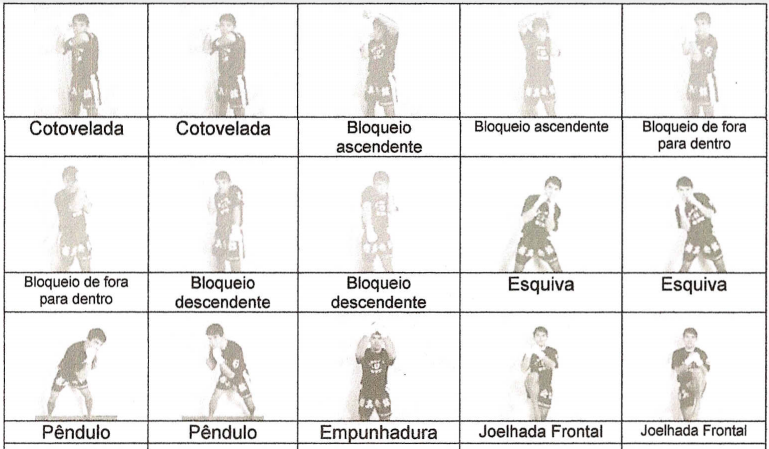 Cotovelada
Cotovelada
Bloqueio
ascendente
Bloqueio ascendente
Bloqueio de fora
para dentro
Bloqueio de fora
para dentro
Bloqueio
descendente
Bloqueio
descendente
Esquiva
Esquiva
Pêndulo
Pêndulo
Empunhadura
Joelhada Frontal
Joelhada Frontal